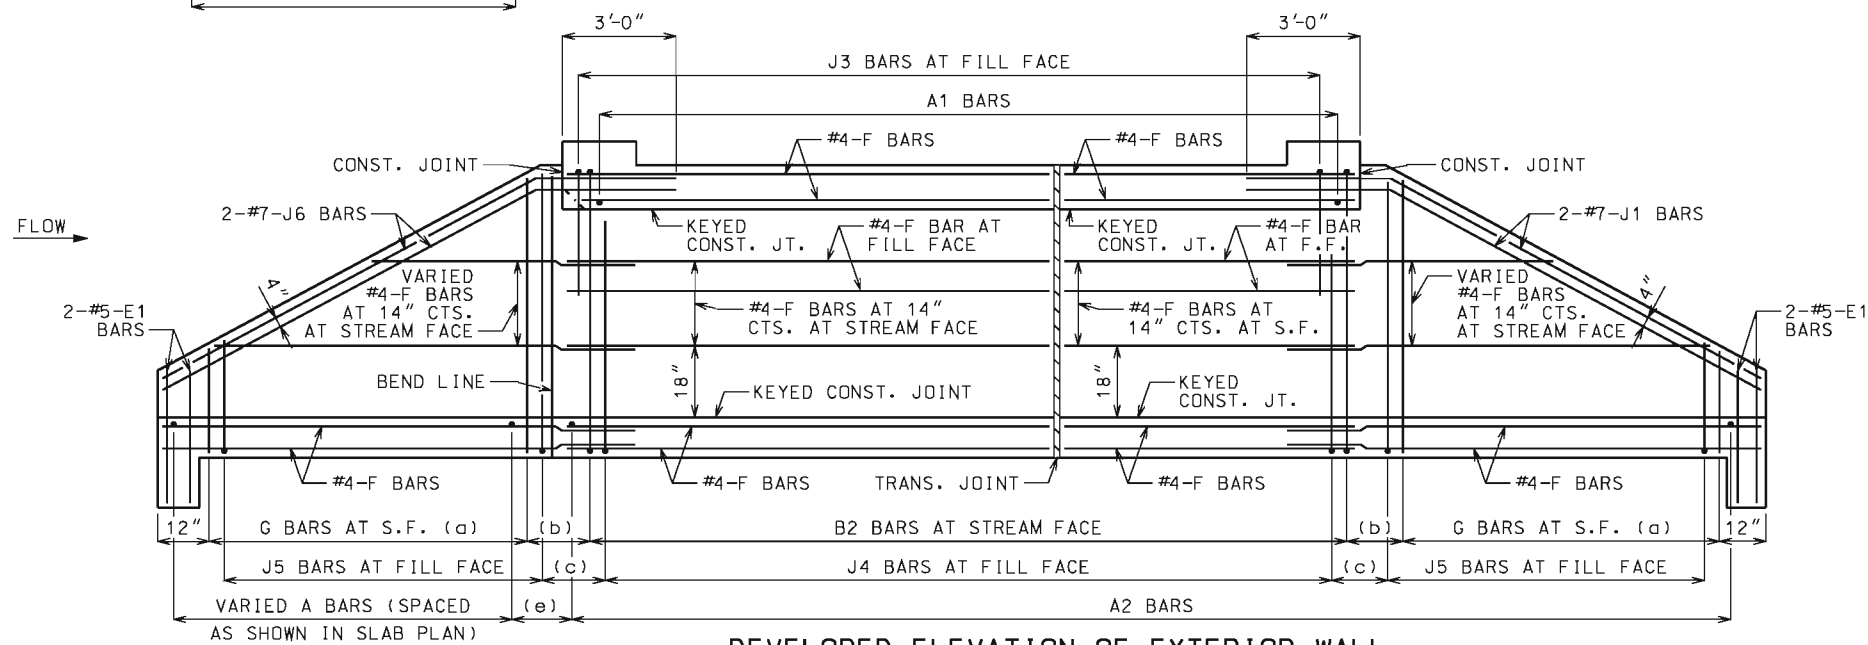 3'-0"
3'-0"
J3 BARS AT FILL FACE
A1 BARS
#4-F BARS
#4-F BARS
CONST. JOINT
CONST. JOINT
2-#7-J6 BARS
2-#7-J1 BARS
FLOW
KEYED
CONST. JT.
#4-F BAR AT
FILL FACE
KEYED
CONST. JT.
#4-F BAR
AT F.F.
VARIED
#4-F BARS
AT 14" CTS.
AT STREAM FACE
4"
#4-F BARS AT 14"
CTS. AT STREAM FACE
#4-F BARS AT
14" CTS. AT S.F.
VARIED
#4-F BARS
AT 14" CTS.
AT STREAM FACE
4"
2-#5-E1
BARS
2-#5-E1
BARS
BEND LINE
18"
KEYED CONST. JOINT
18"
KEYED
CONST. JT.
#4-F BARS
#4-F BARS
TRANS. JOINT
#4-F BARS
#4-F BARS
12"
G BARS AT S.F. (a)
(b)
B2 BARS AT STREAM FACE
(b)
G BARS AT S.F. (a)
12"
J5 BARS AT FILL FACE
(c)
J4 BARS AT FILL FACE
(c)
J5 BARS AT FILL FACE
VARIED A BARS (SPACED
AS SHOWN IN SLAB PLAN)
(e)
A2 BARS
DEVELOPED ELEVATION OF EXTERIOR WALL